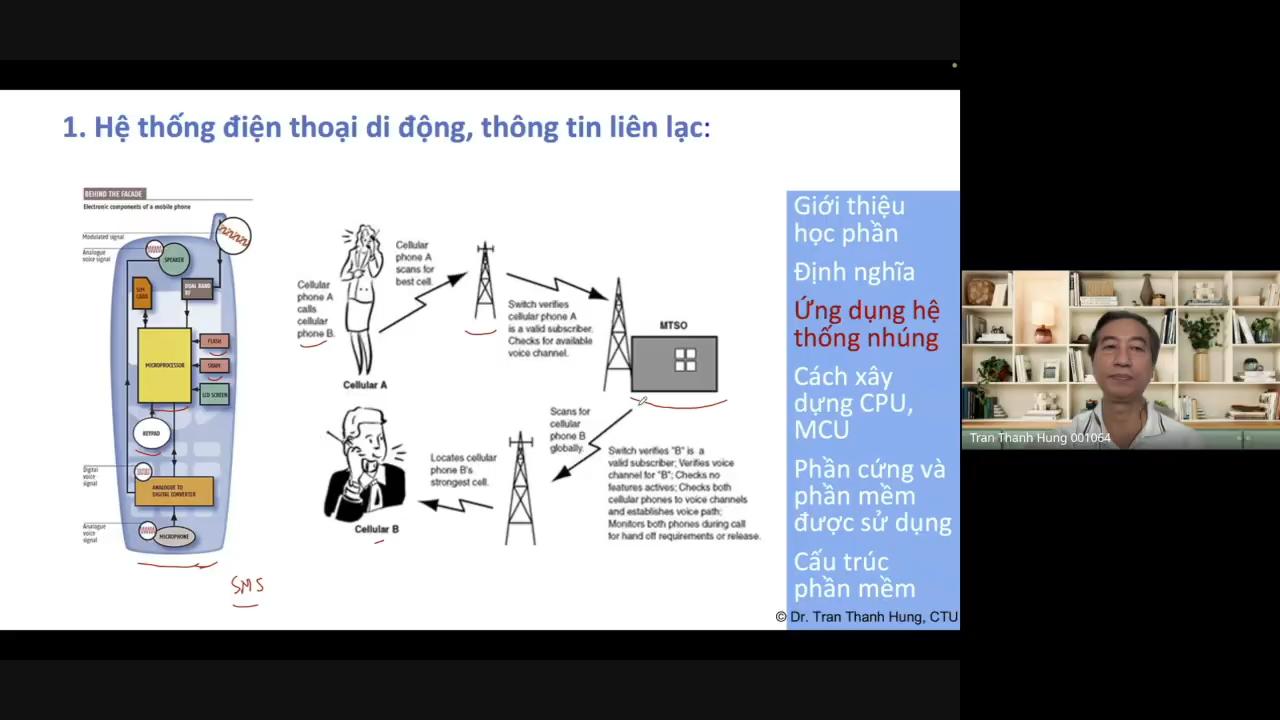 1. Hệ thống điện thoại di động, thông tin liên lạc:
BEHIND THE FACADE
Electronic components of a mobile phone
Modulated signal
Analogue
voice signal
SPEAKER
SIM
CARD
DUAL BAND
RF
MICROPROCESSOR
FLASH
SRAM
LCD SCREEN
KEYPAD
Digital
voice
signal
ANALOGUE TO
DIGITAL CONVERTER
Analogue
voice
signal
MICROPHONE
SMS
Cellular
phone A
calls
cellular
phone B.
Cellular
phone A
scans for
best cell.
Cellular A
Switch verifies
cellular phone A
is a valid subscriber.
Checks for available
voice channel.
MTSO
Scans for
cellular
phone B
globally.
Switch verifies "B" is a
valid subscriber; Verifies voice
channel for "B"; Checks no
features actives; Checks both
cellular phones to voice channels
and establishes voice path;
Monitors both phones during call
for hand off requirements or release.
Locates cellular
phone B's
strongest cell.
Cellular B
Giới thiệu
học phần
Định nghĩa
Ứng dụng hệ
thống nhúng
Cách xây
dựng CPU,
MCU
Phần cứng và
phần mềm
được sử dụng
Cấu trúc
phần mềm
© Dr. Tran Thanh Hung, CTU
Tran Thanh Hung 001064